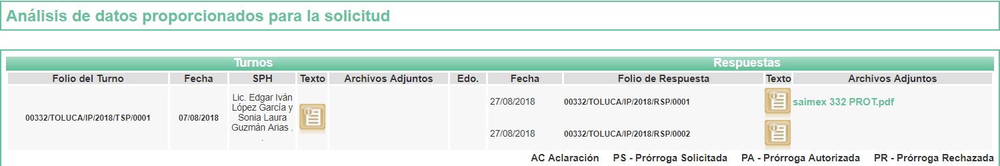 Análisis de datos proporcionados para la solicitud
Turnos Respuestas
Folio del Turno Fecha SPH Texto Archivos Adjuntos Edo. Fecha Folio de Respuesta Texto Archivos Adjuntos
00332/TOLUCA/IP/2018/TSP/0001 07/08/2018
Lic. Edgar Iván
López García y
Sonia Laura
Guzmán Arias .
.
27/08/2018 00332/TOLUCA/IP/2018/RSP/0001 saimex 332 PROT.pdf
27/08/2018 00332/TOLUCA/IP/2018/RSP/0002
AC Aclaración PS - Prórroga Solicitada PA - Prórroga Autorizada PR - Prórroga Rechazada